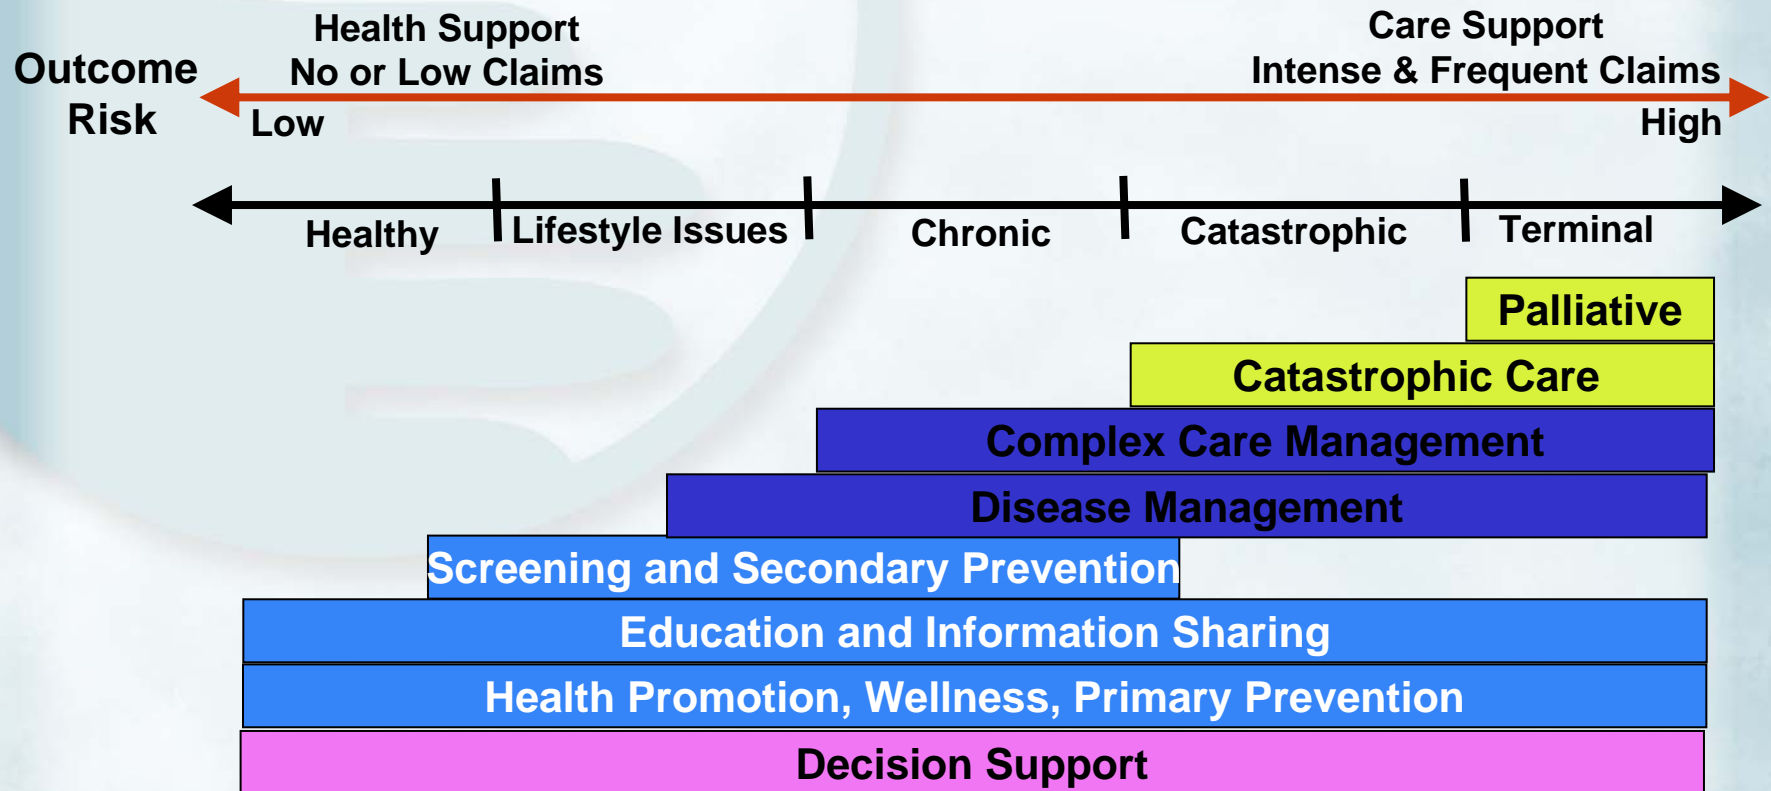 Health Support
No or Low Claims
Care Support
Intense & Frequent Claims
Outcome
Risk
Low
High
Healthy
Lifestyle Issues
Chronic
Catastrophic
Terminal
Palliative
Catastrophic Care
Complex Care Management
Disease Management
Screening and Secondary Prevention
Education and Information Sharing
Health Promotion, Wellness, Primary Prevention
Decision Support